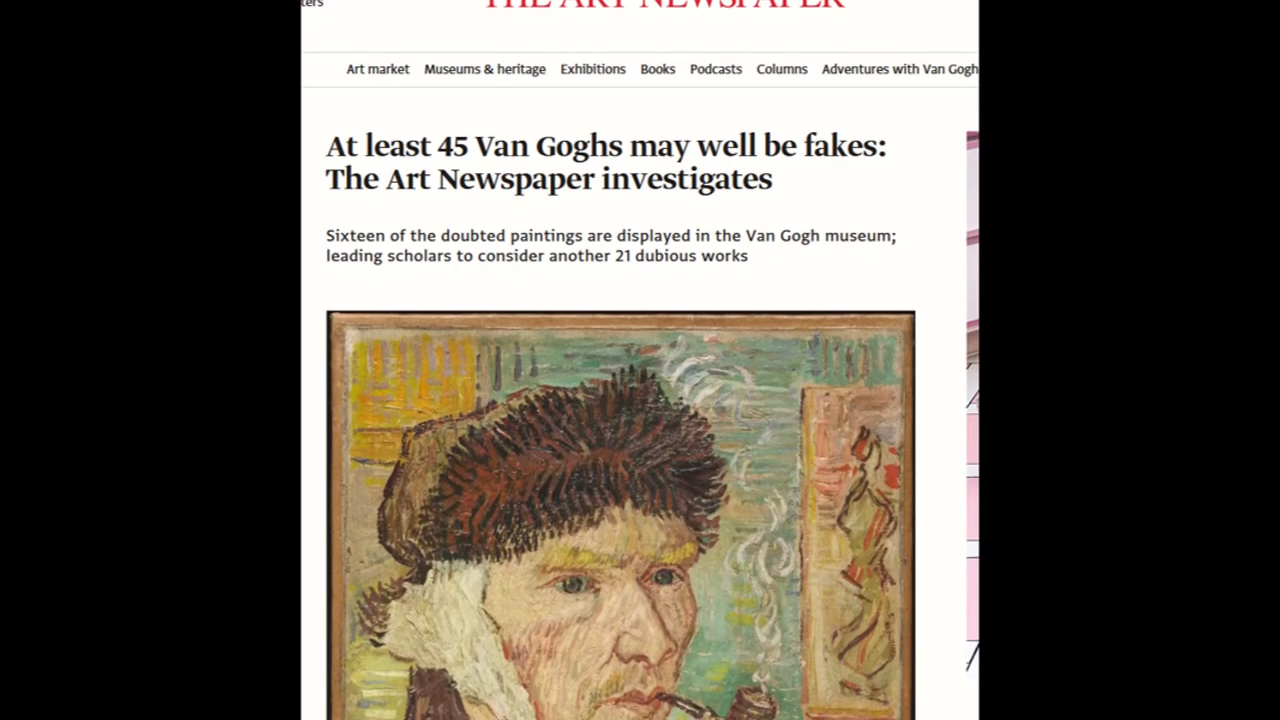 ters
THE ART NEWSPAPER
Art market Museums & heritage Exhibitions Books Podcasts Columns Adventures with Van Gogh
At least 45 Van Goghs may well be fakes:
The Art Newspaper investigates
Sixteen of the doubted paintings are displayed in the Van Gogh museum;
leading scholars to consider another 21 dubious works